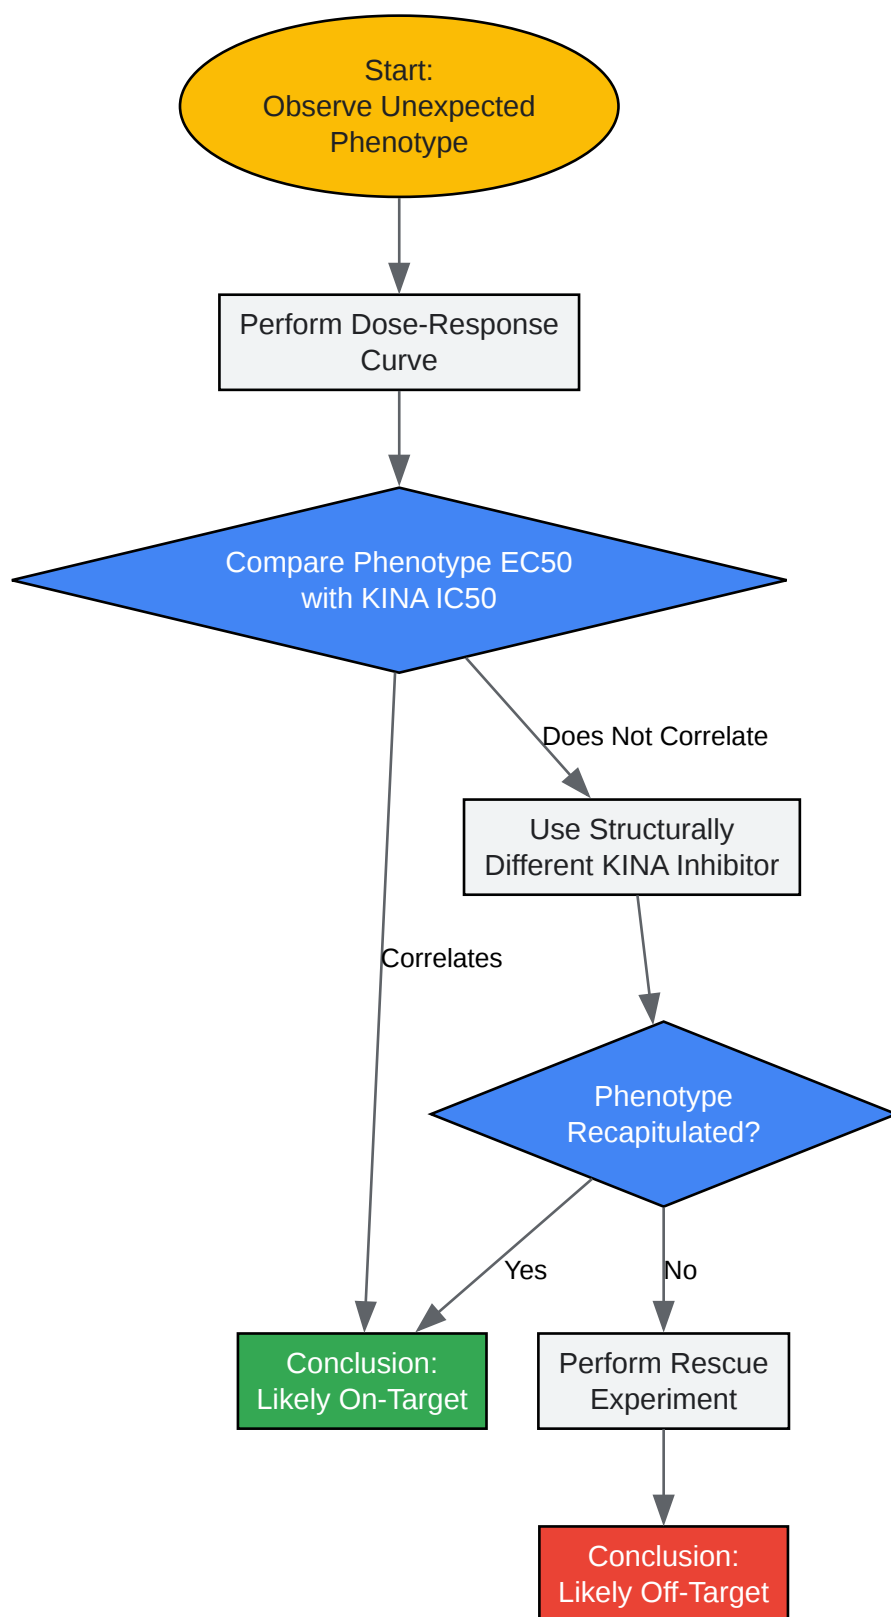 Start:
Observe Unexpected
Phenotype
Perform Dose-Response
Curve
Compare Phenotype EC50
with KINA IC50
Does Not Correlate
Use Structurally
Different KINA Inhibitor
Correlates
Phenotype
Recapitulated?
Yes
No
Conclusion:
Likely On-Target
Perform Rescue
Experiment
Conclusion:
Likely Off-Target